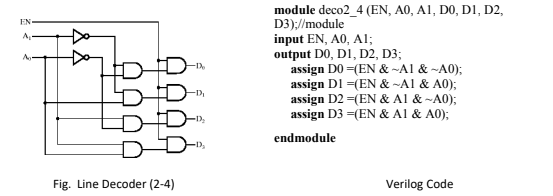 EN
A1
A0
D0
D1
D2
D3
Fig. Line Decoder (2-4)
module deco2_4 (EN, A0, A1, D0, D1, D2,
D3);//module
input EN, A0, A1;
output D0, D1, D2, D3;
assign D0 =(EN & ~A1 & ~A0);
assign D1 =(EN & ~A1 & A0);
assign D2 =(EN & A1 & ~A0);
assign D3 =(EN & A1 & A0);
endmodule
Verilog Code